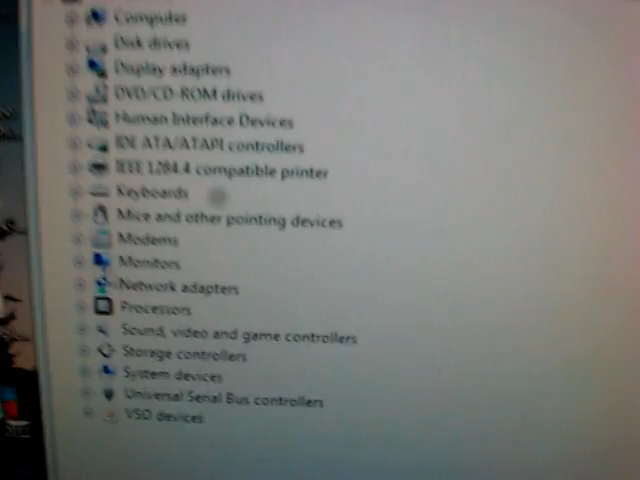 Computer
Disk drives
Display adapters
DVD/CD-ROM drives
Human Interface Devices
IDE ATA/ATAPI controllers
IEEE 1284.4 compatible printer
Keyboards
Mice and other pointing devices
Modems
Monitors
Network adapters
Processors
Sound, video and game controllers
Storage controllers
System devices
Universal Serial Bus controllers
VSO devices